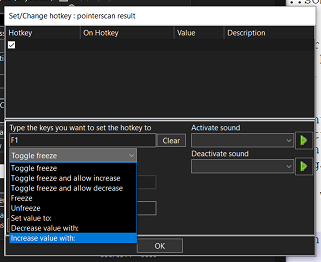 Set/Change hotkey : pointerscan result
Hotkey On Hotkey Value Description
Type the keys you want to set the hotkey to
F1
Clear
Toggle freeze
Toggle freeze
Toggle freeze and allow increase
Toggle freeze and allow decrease
Freeze
Unfreeze
Set value to:
Decrease value with:
Increase value with:
Activate sound
Deactivate sound
OK